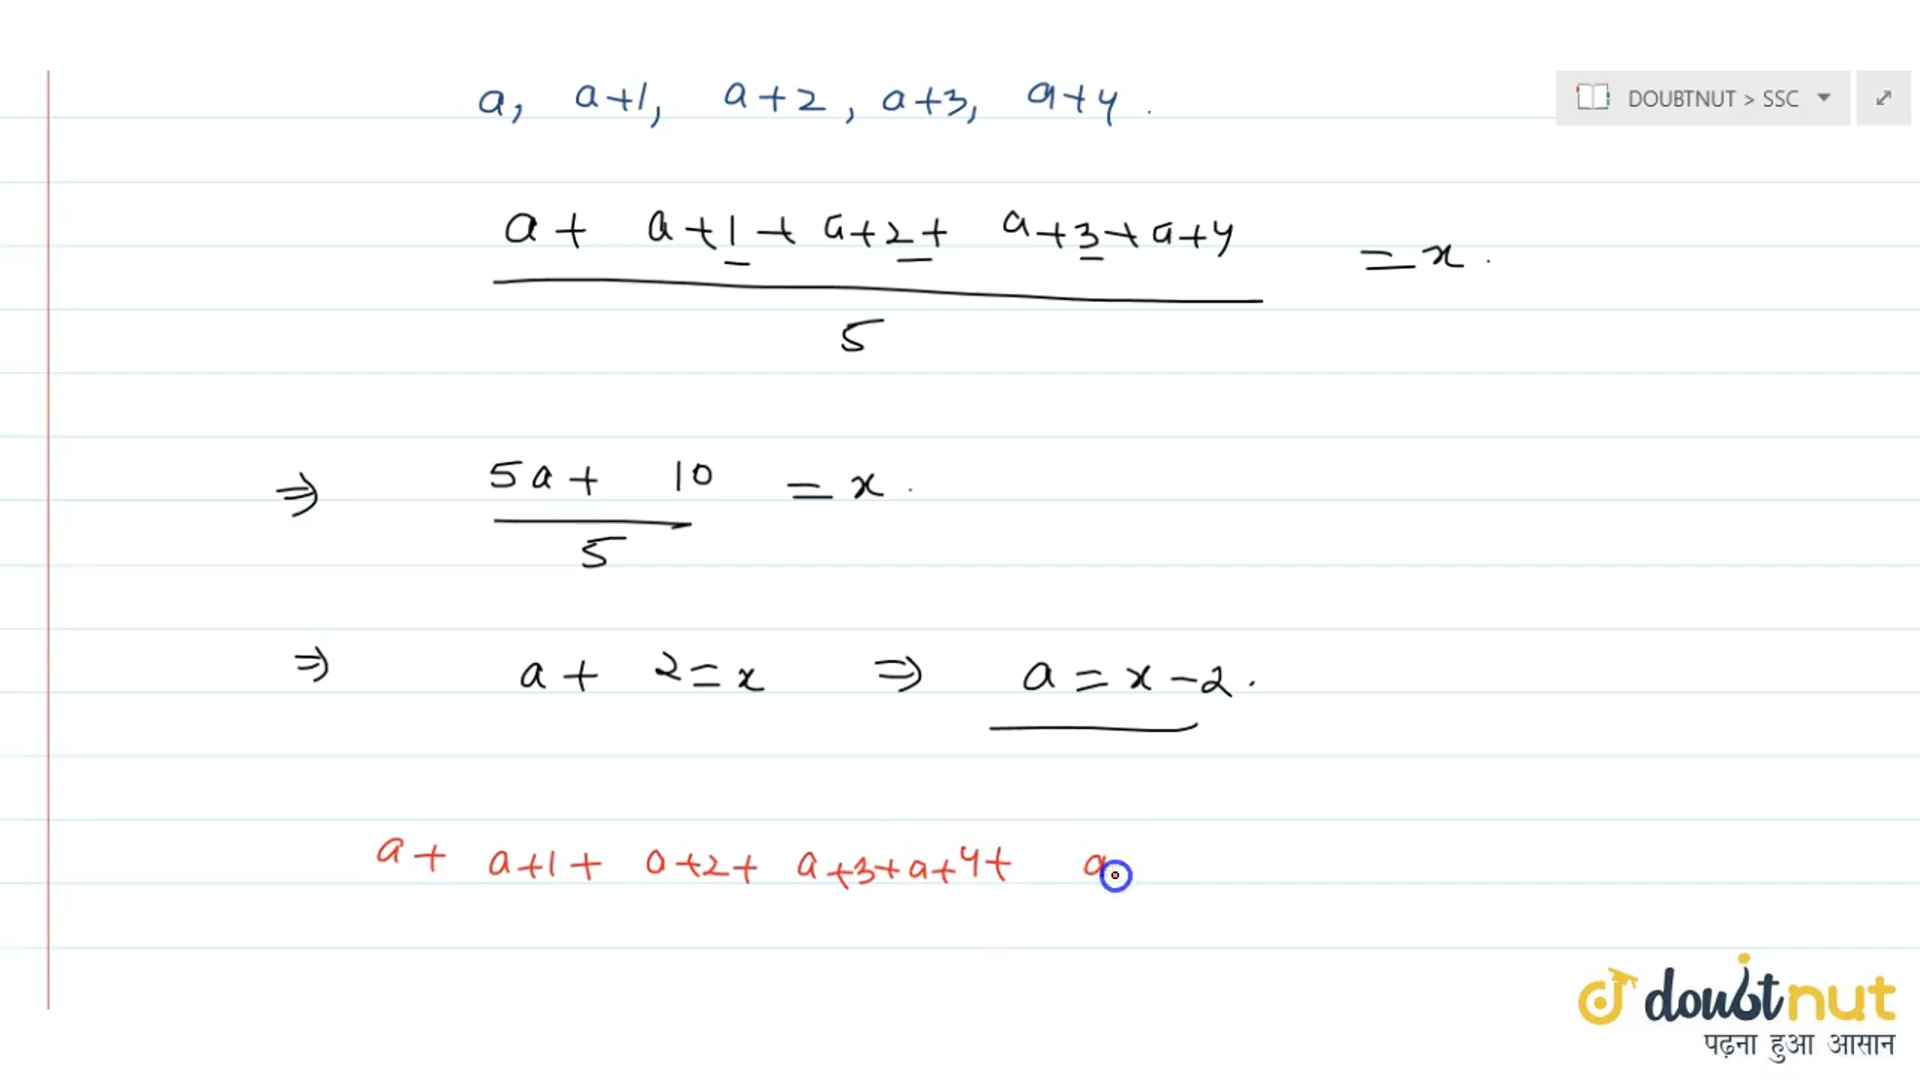 a, a+1, a+2, a+3, a+4.
DOUBTNUT > SSC
a + a+1 + a+2 + a+3 + a+4 = x.
5
⇒ 5a + 10 = x.
5
⇒ a + 2 = x ⇒ a = x - 2.
a + a+1 + a+2 + a+3 + a+4 + a
doubtnut
पढ़ना हुआ आसान